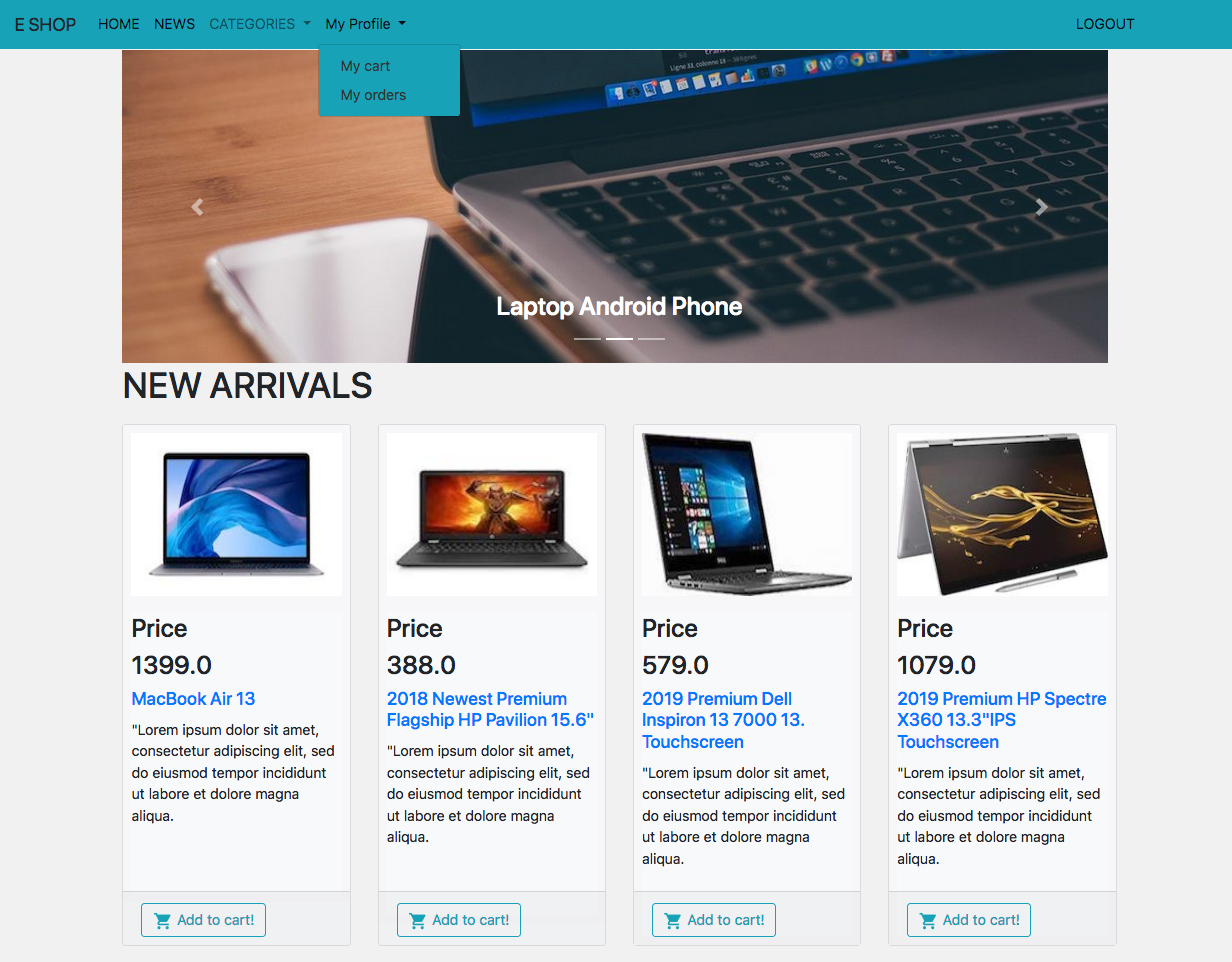 E SHOP HOME NEWS CATEGORIES My Profile LOGOUT
My cart
My orders
Ligne 33, colonne 18
Laptop Android Phone
NEW ARRIVALS
Price
1399.0
MacBook Air 13
"Lorem ipsum dolor sit amet,
consectetur adipiscing elit, sed
do eiusmod tempor incididunt
ut labore et dolore magna
aliqua.
Add to cart!
Price
388.0
2018 Newest Premium
Flagship HP Pavilion 15.6"
"Lorem ipsum dolor sit amet,
consectetur adipiscing elit, sed
do eiusmod tempor incididunt
ut labore et dolore magna
aliqua.
Add to cart!
Price
579.0
2019 Premium Dell
Inspiron 13 7000 13.
Touchscreen
"Lorem ipsum dolor sit amet,
consectetur adipiscing elit, sed
do eiusmod tempor incididunt
ut labore et dolore magna
aliqua.
Add to cart!
Price
1079.0
2019 Premium HP Spectre
X360 13.3"IPS
Touchscreen
"Lorem ipsum dolor sit amet,
consectetur adipiscing elit, sed
do eiusmod tempor incididunt
ut labore et dolore magna
aliqua.
Add to cart!